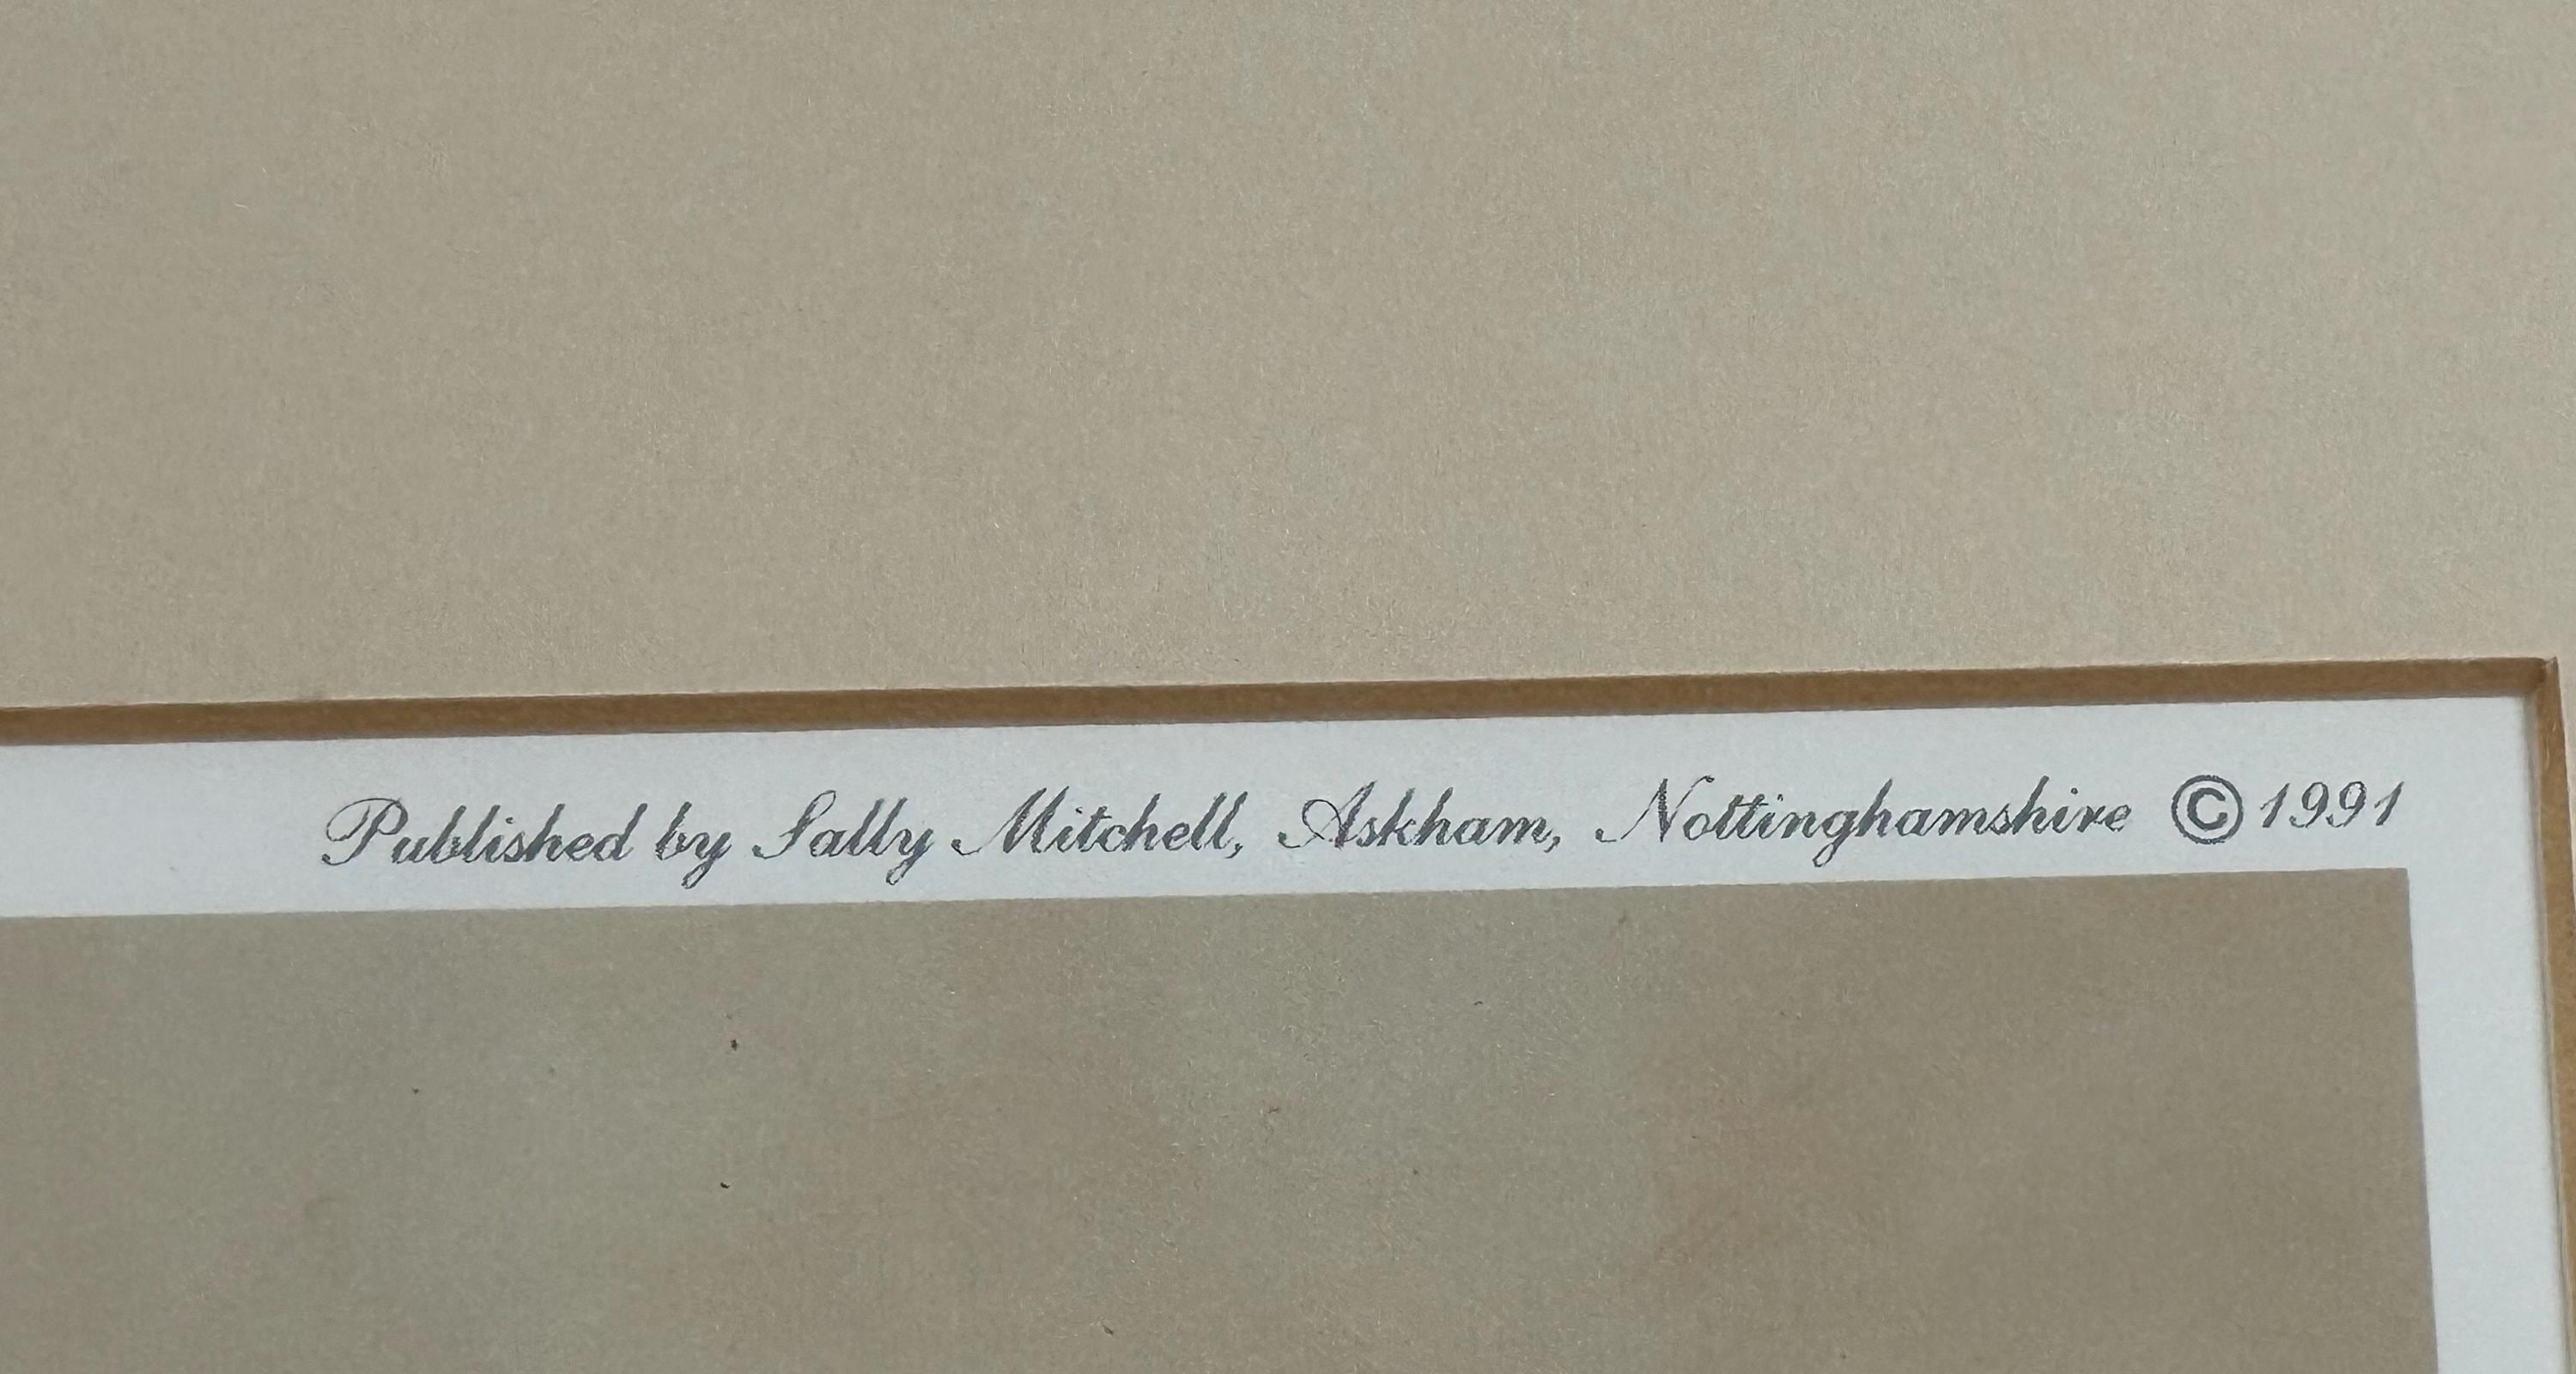 Published by Sally Mitchell, Askham, Nottinghamshire ©1991